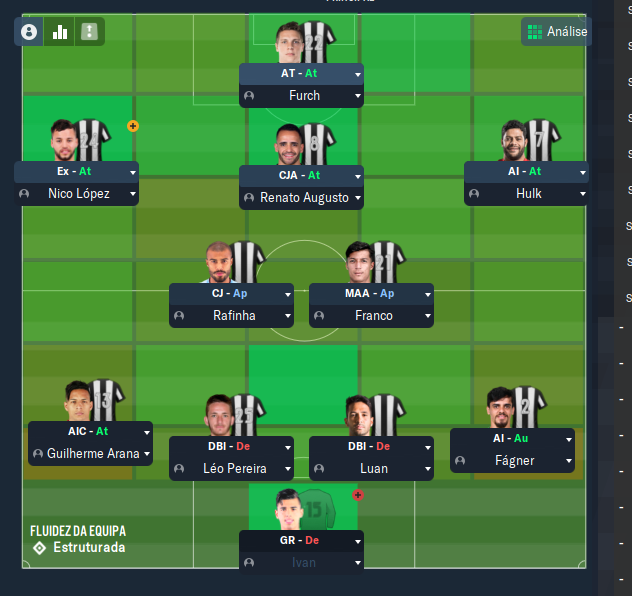 Análise
22
AT - At
Furch
24
8
7
Ex - At
CJA - At
AI - At
Nico López
Renato Augusto
Hulk
21
CJ - Ap
MAA - Ap
Rafinha
Franco
13
25
2
AIC - At
DBI - De
DBI - De
AI - Au
Guilherme Arana
Léo Pereira
Luan
Fágner
15
FLUIDEZ DA EQUIPA
Estruturada
GR - De
Ivan